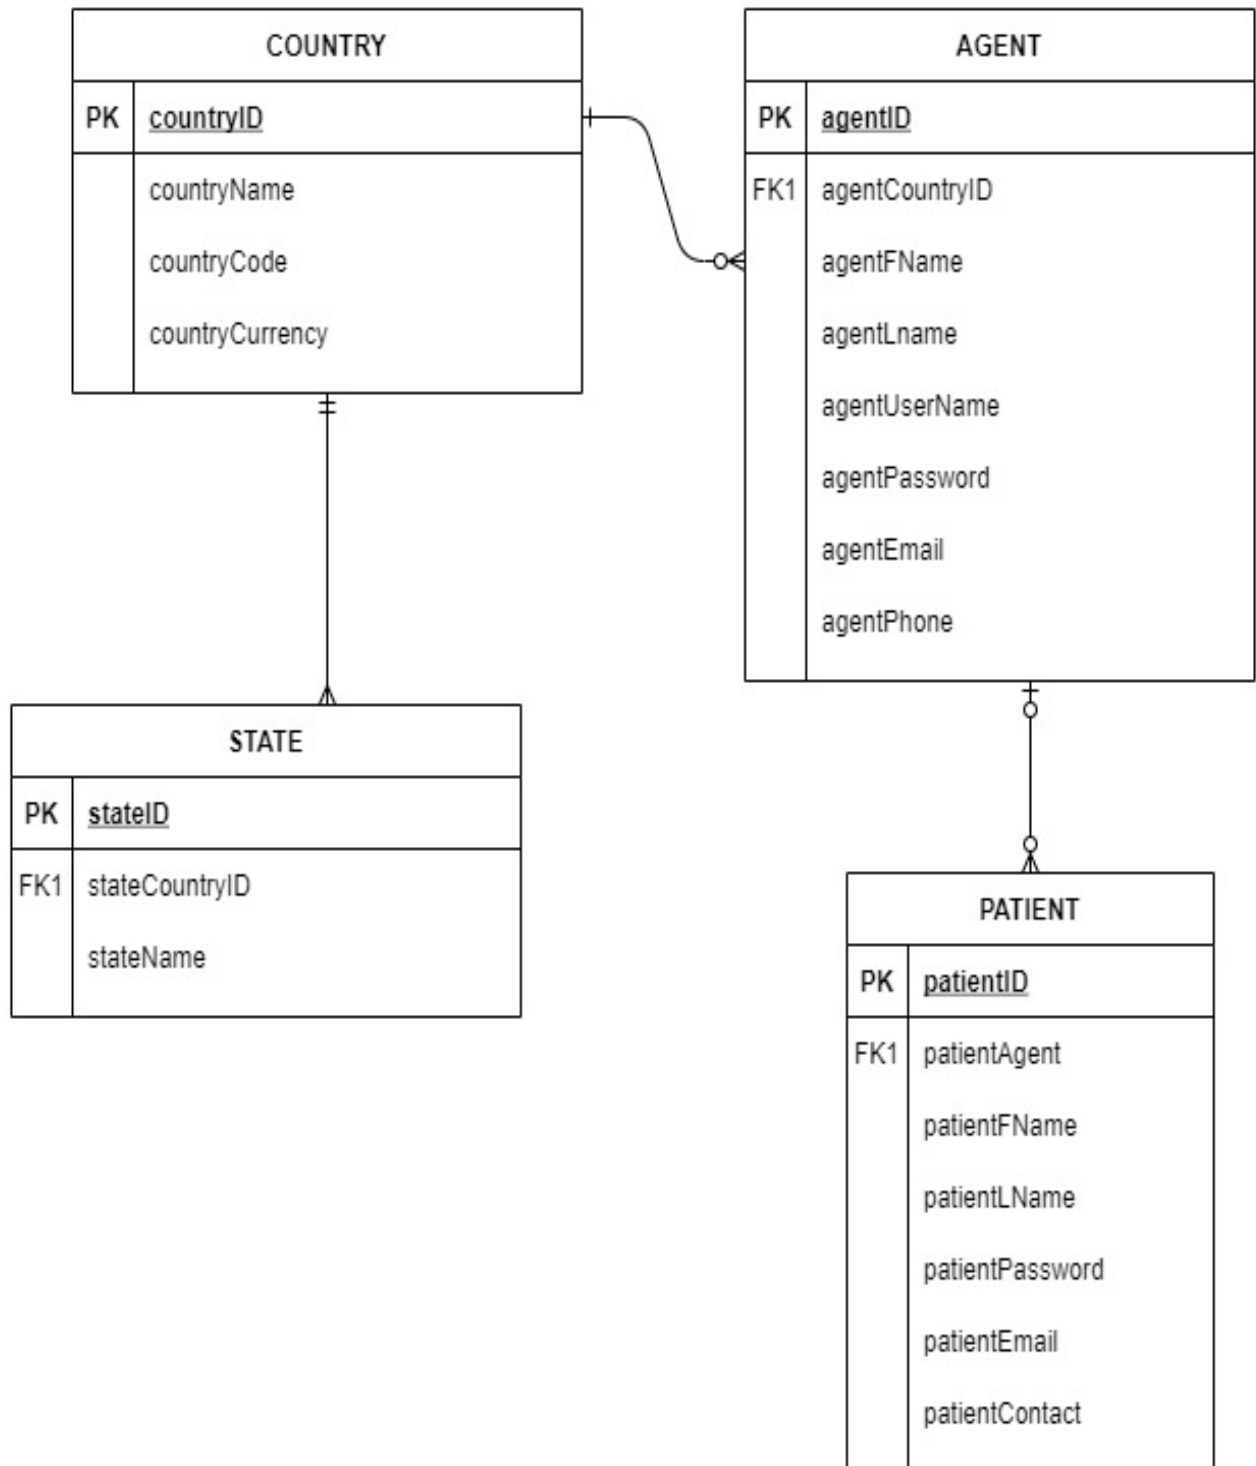 COUNTRY
PK countryID
countryName
countryCode
countryCurrency
AGENT
PK agentID
FK1 agentCountryID
agentFName
agentLname
agentUserName
agentPassword
agentEmail
agentPhone
STATE
PK stateID
FK1 stateCountryID
stateName
PATIENT
PK patientID
FK1 patientAgent
patientFName
patientLName
patientPassword
patientEmail
patientContact